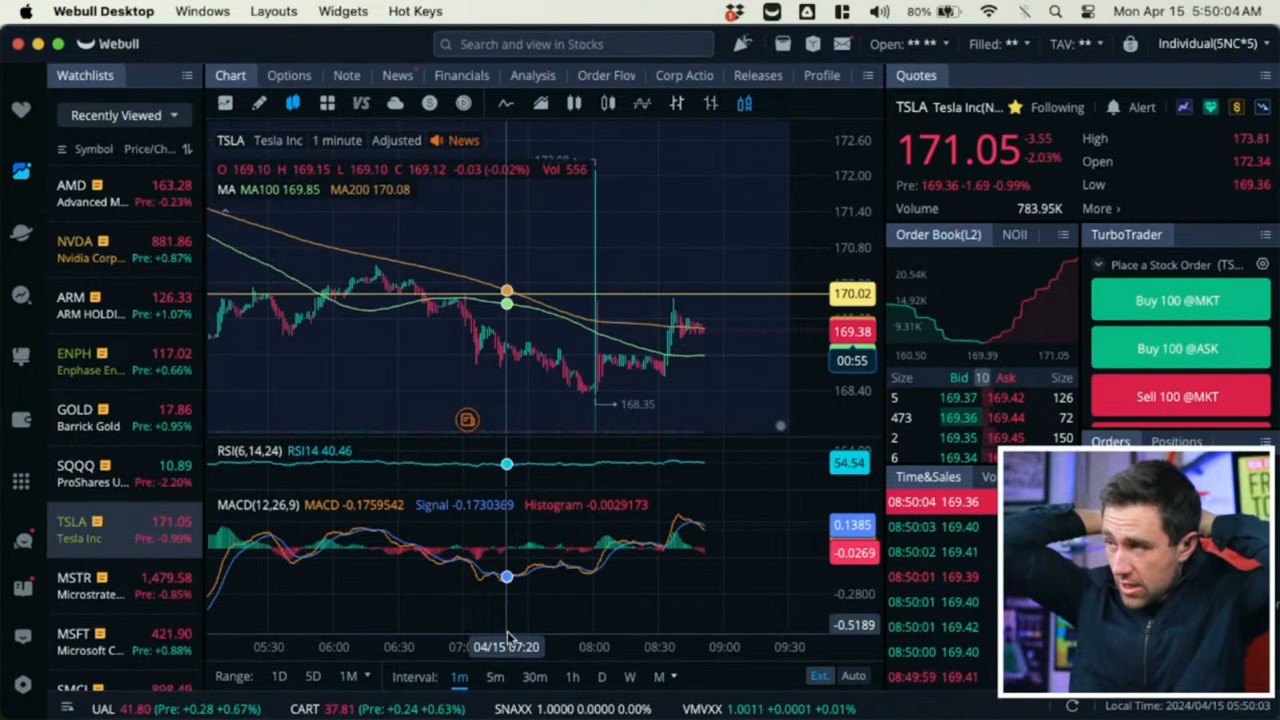 Webull Desktop Windows Layouts Widgets Hot Keys 80% Mon Apr 15 5:50:04 AM
Webull Search and view in Stocks Open: ** ** Filled: ** TAV: ** Individual(5NC*5)
Watchlists Chart Options Note News Financials Analysis Order Flov Corp Actio Releases Profile Quotes
Recently Viewed
VS
Symbol Price/Ch...
AMD 163.28
Advanced M... Pre: -0.23%
NVDA 881.86
Nvidia Corp... Pre: +0.87%
ARM 126.33
ARM HOLDI... Pre: +1.07%
ENPH 117.02
Enphase En... Pre: +0.66%
GOLD 17.86
Barrick Gold Pre: +0.95%
SQQQ 10.89
ProShares U... Pre: -2.20%
TSLA 171.05
Tesla Inc Pre: -0.99%
MSTR 1,479.58
Microstrate... Pre: -0.85%
MSFT 421.90
Microsoft C... Pre: +0.88%
SMCI 898.49
TSLA Tesla Inc 1 minute Adjusted News
O 169.10 H 169.15 L 169.10 C 169.12 -0.03 (-0.02%) Vol 556
MA MA100 169.85 MA200 170.08
172.60
172.00
171.40
170.80
170.02
169.38
00:55
168.40
168.35
RSI(6,14,24) RSI14 40.46
54.54
MACD(12,26,9) MACD -0.1759542 Signal -0.1730369 Histogram -0.0029173
0.1385
-0.0269
-0.2800
-0.5189
05:30 06:00 06:30 07:0 04/15 07:20 08:00 08:30 09:00 09:30
Range: 1D 5D 1M Interval: 1m 5m 30m 1h D W M Ext. Auto
TSLA Tesla Inc(N... Following Alert
171.05 -3.55
-2.03%
Pre: 169.36 -1.69 -0.99%
Volume 783.95K
High 173.81
Open 172.34
Low 169.36
More
Order Book(L2) NOII
20.54K
14.92K
9.31K
160.50 169.39 171.05
Size Bid 10 Ask Size
5 169.37 169.42 126
473 169.36 169.44 72
2 169.35 169.45 150
6
TurboTrader
Place a Stock Order (TS...
Buy 100 @MKT
Buy 100 @ASK
Sell 100 @MKT
Orders Positions
Time&Sales Vo
08:50:04 169.36
08:50:03 169.40
08:50:02 169.41
08:50:01 169.39
08:50:01 169.40
08:50:01 169.42
08:50:00 169.40
08:49:59 169.41
UAL 41.80 (Pre: +0.28 +0.67%) CART 37.81 (Pre: +0.24 +0.63%) SNAXX 1.0000 0.0000 0.00% VMVXX 1.0011 +0.0001 +0.01% Local Time: 2024/04/15 05:50:03